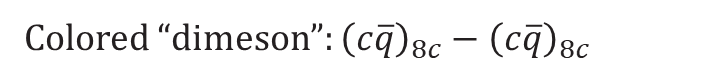 Colored “dimeson”: (cq̄)₈c − (cq̄)₈c